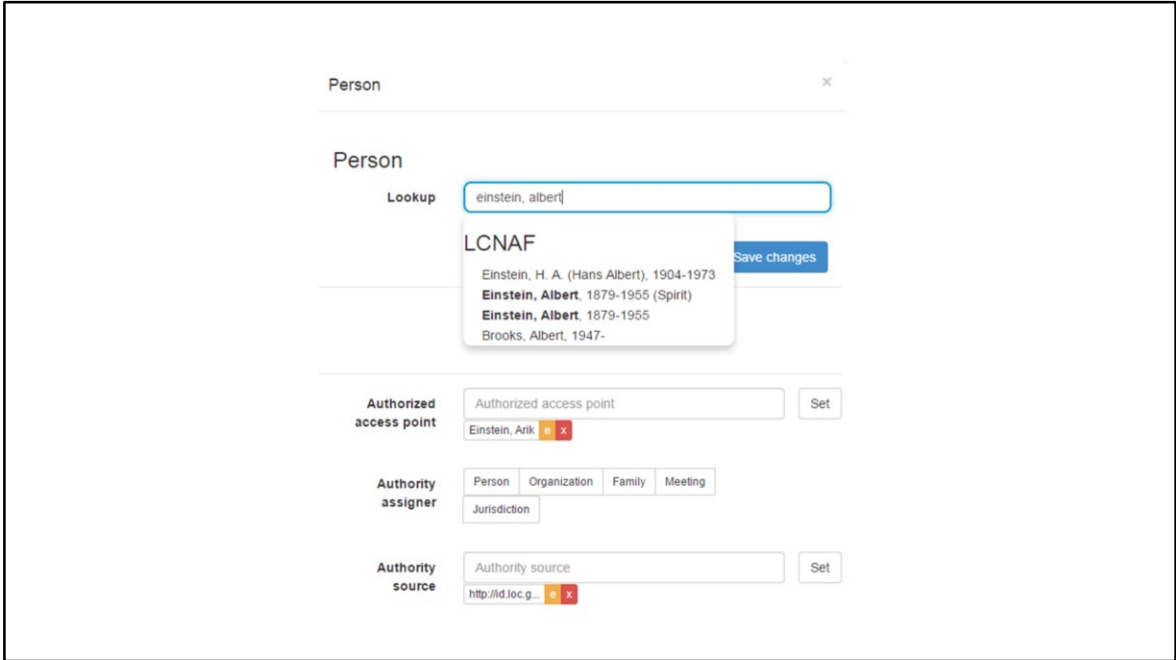 Person ×
Person
Lookup einstein, albert
LCNAF
Save changes
Einstein, H. A. (Hans Albert), 1904-1973
Einstein, Albert, 1879-1955 (Spirit)
Einstein, Albert, 1879-1955
Brooks, Albert, 1947-
Authorized access point Authorized access point Set
Einstein, Arik e x
Authority assigner Person Organization Family Meeting
Jurisdiction
Authority source Authority source Set
http://id.loc.g... e x